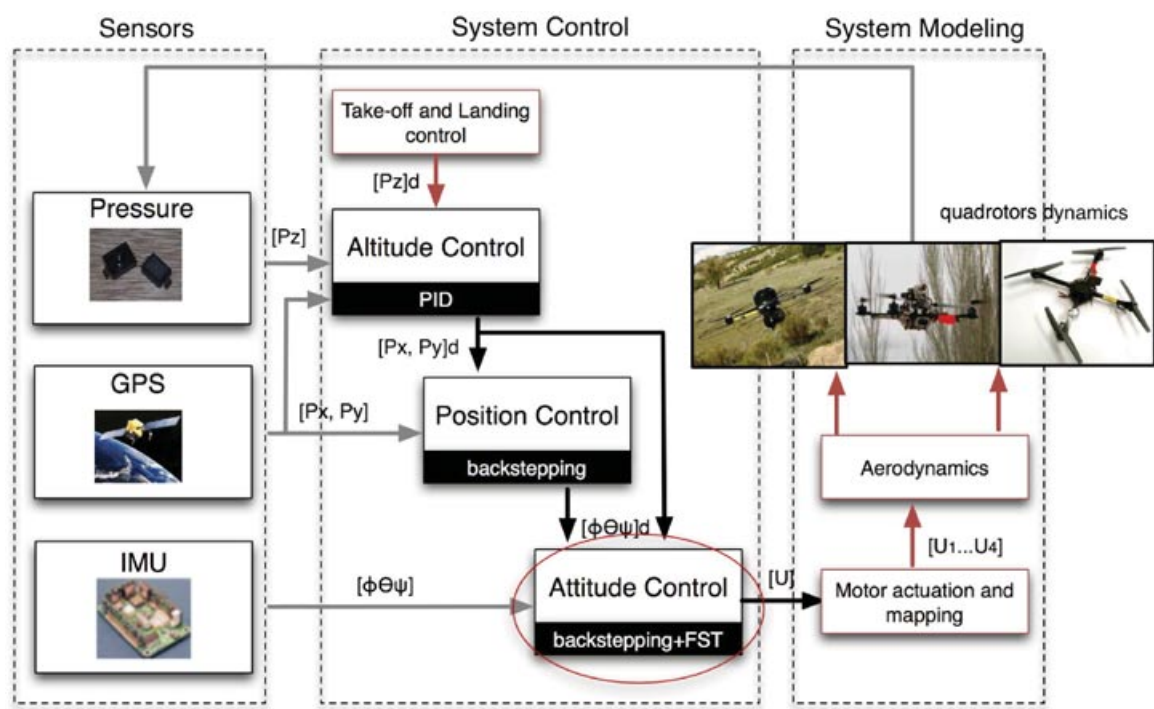 Sensors
System Control
System Modeling
Take-off and Landing
control
[Pz]d
Pressure
[Pz]
Altitude Control
PID
quadrotors dynamics
[Px, Py]d
GPS
[Px, Py]
Position Control
backstepping
Aerodynamics
[ϕΘψ]d
[U1...U4]
IMU
[ϕΘψ]
Attitude Control
backstepping+FST
[U]
Motor actuation and
mapping